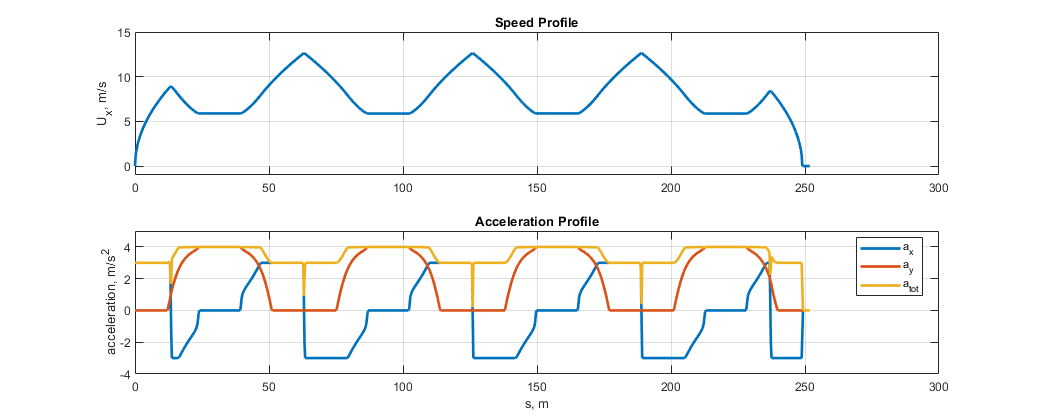 Speed Profile
15
10
5
0
U_x, m/s
0 50 100 150 200 250 300
Acceleration Profile
4
2
0
-2
-4
acceleration, m/s^2
a_x
a_y
a_tot
0 50 100 150 200 250 300
s, m